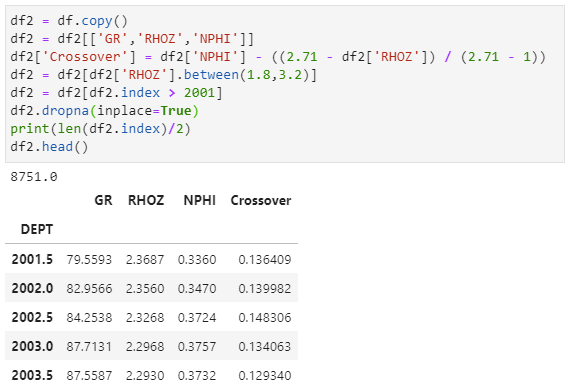 df2 = df.copy()
df2 = df2[['GR','RHOZ','NPHI']]
df2['Crossover'] = df2['NPHI'] - ((2.71 - df2['RHOZ']) / (2.71 - 1))
df2 = df2[df2['RHOZ'].between(1.8,3.2)]
df2 = df2[df2.index > 2001]
df2.dropna(inplace=True)
print(len(df2.index)/2)
df2.head()
8751.0
GR RHOZ NPHI Crossover
DEPT
2001.5 79.5593 2.3687 0.3360 0.136409
2002.0 82.9566 2.3560 0.3470 0.139982
2002.5 84.2538 2.3268 0.3724 0.148306
2003.0 87.7131 2.2968 0.3757 0.134063
2003.5 87.5587 2.2930 0.3732 0.129340